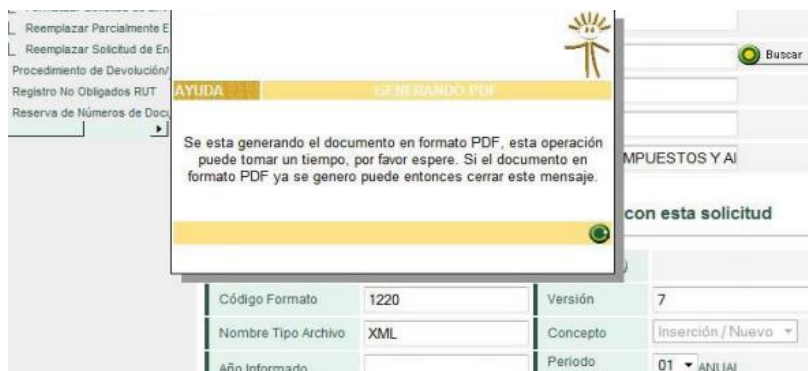 Reemplazar Parcialmente E
Reemplazar Solicitud de En
Procedimiento de Devolución/
Registro No Obligados RUT
Reserva de Números de Docu
Buscar
AYUDA
GENERANDO PDF
Se esta generando el documento en formato PDF, esta operación
puede tomar un tiempo, por favor espere. Si el documento en
formato PDF ya se genero puede entonces cerrar este mensaje.
MPUESTOS Y AI
con esta solicitud
Código Formato 1220 Versión 7
Nombre Tipo Archivo XML Concepto Inserción / Nuevo
Año Informado Periodo 01 ANUAL